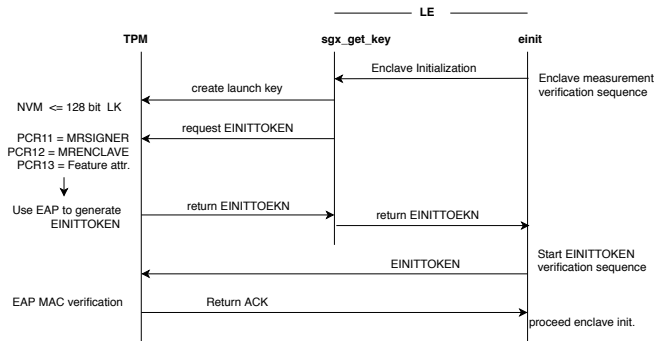 LE
TPM
sgx_get_key
einit
Enclave Initialization
Enclave measurement
verification sequence
create launch key
NVM <= 128 bit LK
request EINITTOKEN
PCR11 = MRSIGNER
PCR12 = MRENCLAVE
PCR13 = Feature attr.
Use EAP to generate
EINITTOKEN
return EINITTOEKN
return EINITTOEKN
Start EINITTOKEN
verification sequence
EINITTOKEN
EAP MAC verification
Return ACK
proceed enclave init.